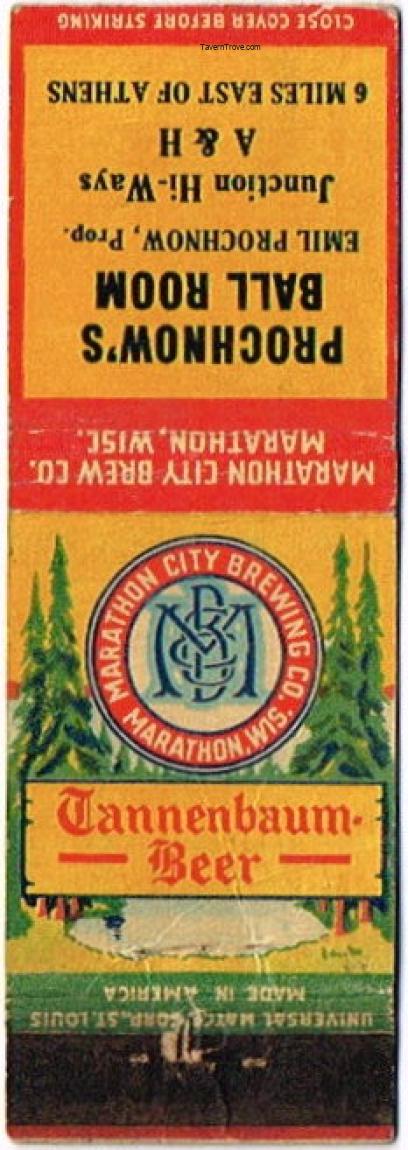 CLOSE COVER BEFORE STRIKING
TavernTrove.com
PROCHNOW'S
BALL ROOM
EMIL PROCHNOW, Prop.
Junction Hi-Ways
A & H
6 MILES EAST OF ATHENS
MARATHON CITY BREW CO.
MARATHON, WISC.
MARATHON CITY BREWING CO.
MARATHON, WIS.
MCB
Tannenbaum-
Beer
UNIVERSAL MATCH CORP., ST. LOUIS
MADE IN AMERICA